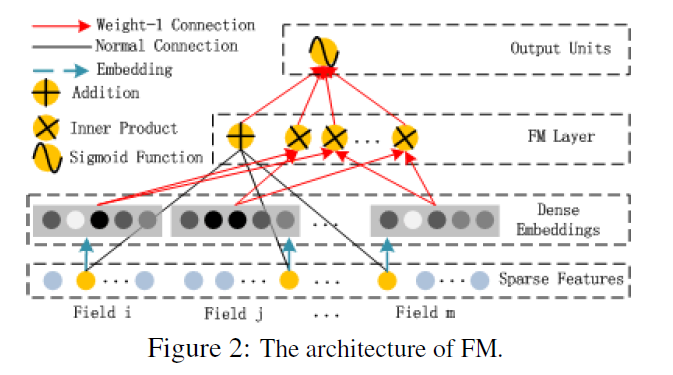 Weight-1 Connection
Normal Connection
Embedding
Addition
Inner Product
Sigmoid Function
Output Units
FM Layer
...
Dense
Embeddings
...
Sparse Features
... ... ... ...
Field i Field j ... Field m
Figure 2: The architecture of FM.